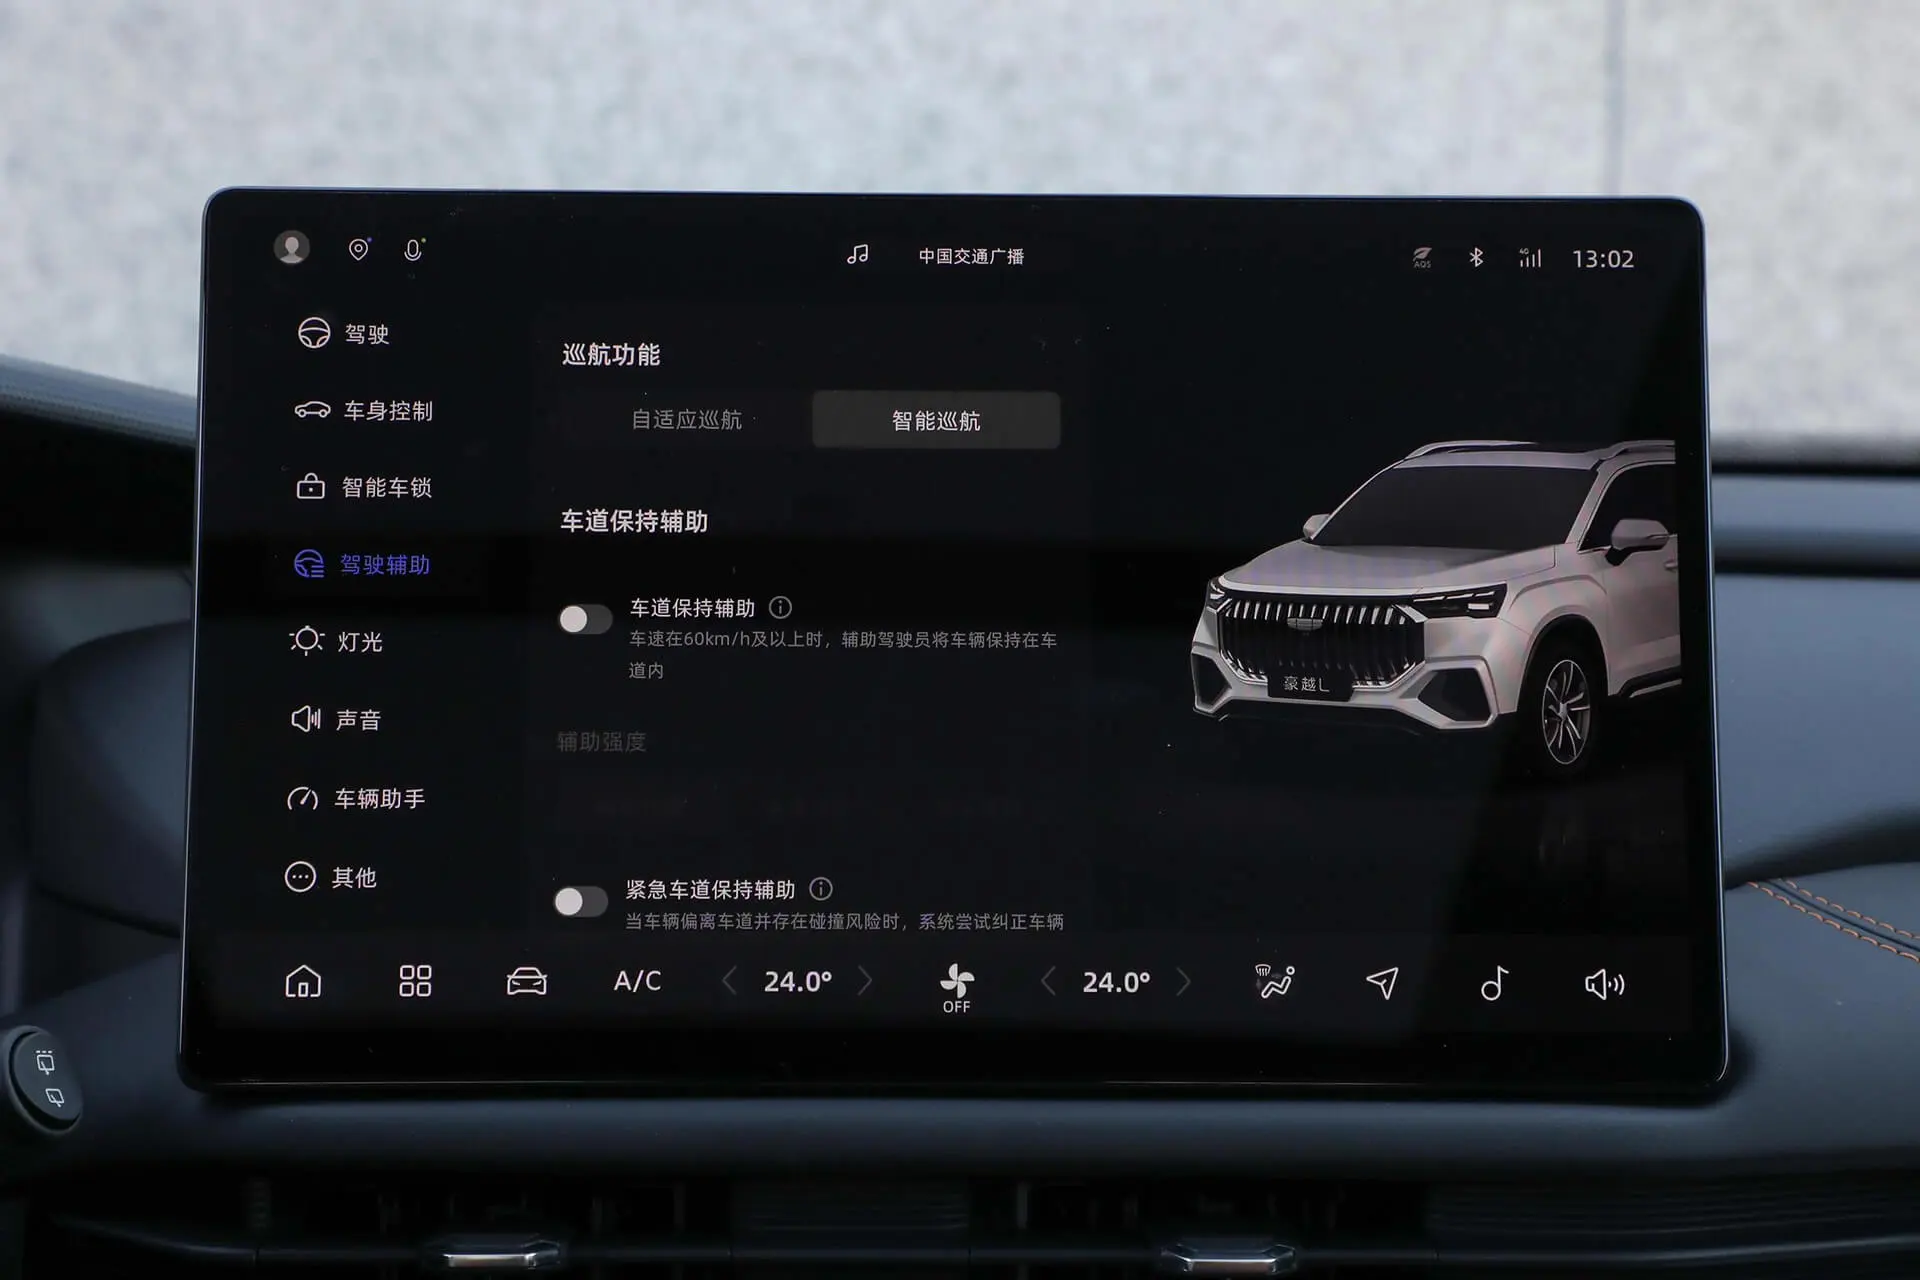 中国交通广播
AQS
4G
13:02
驾驶
车身控制
智能车锁
驾驶辅助
灯光
声音
车辆助手
其他
巡航功能
自适应巡航
智能巡航
车道保持辅助
车道保持辅助
车速在60km/h及以上时，辅助驾驶员将车辆保持在车
道内
辅助强度
紧急车道保持辅助
当车辆偏离车道并存在碰撞风险时，系统尝试纠正车辆
豪越L
A/C
24.0°
OFF
24.0°